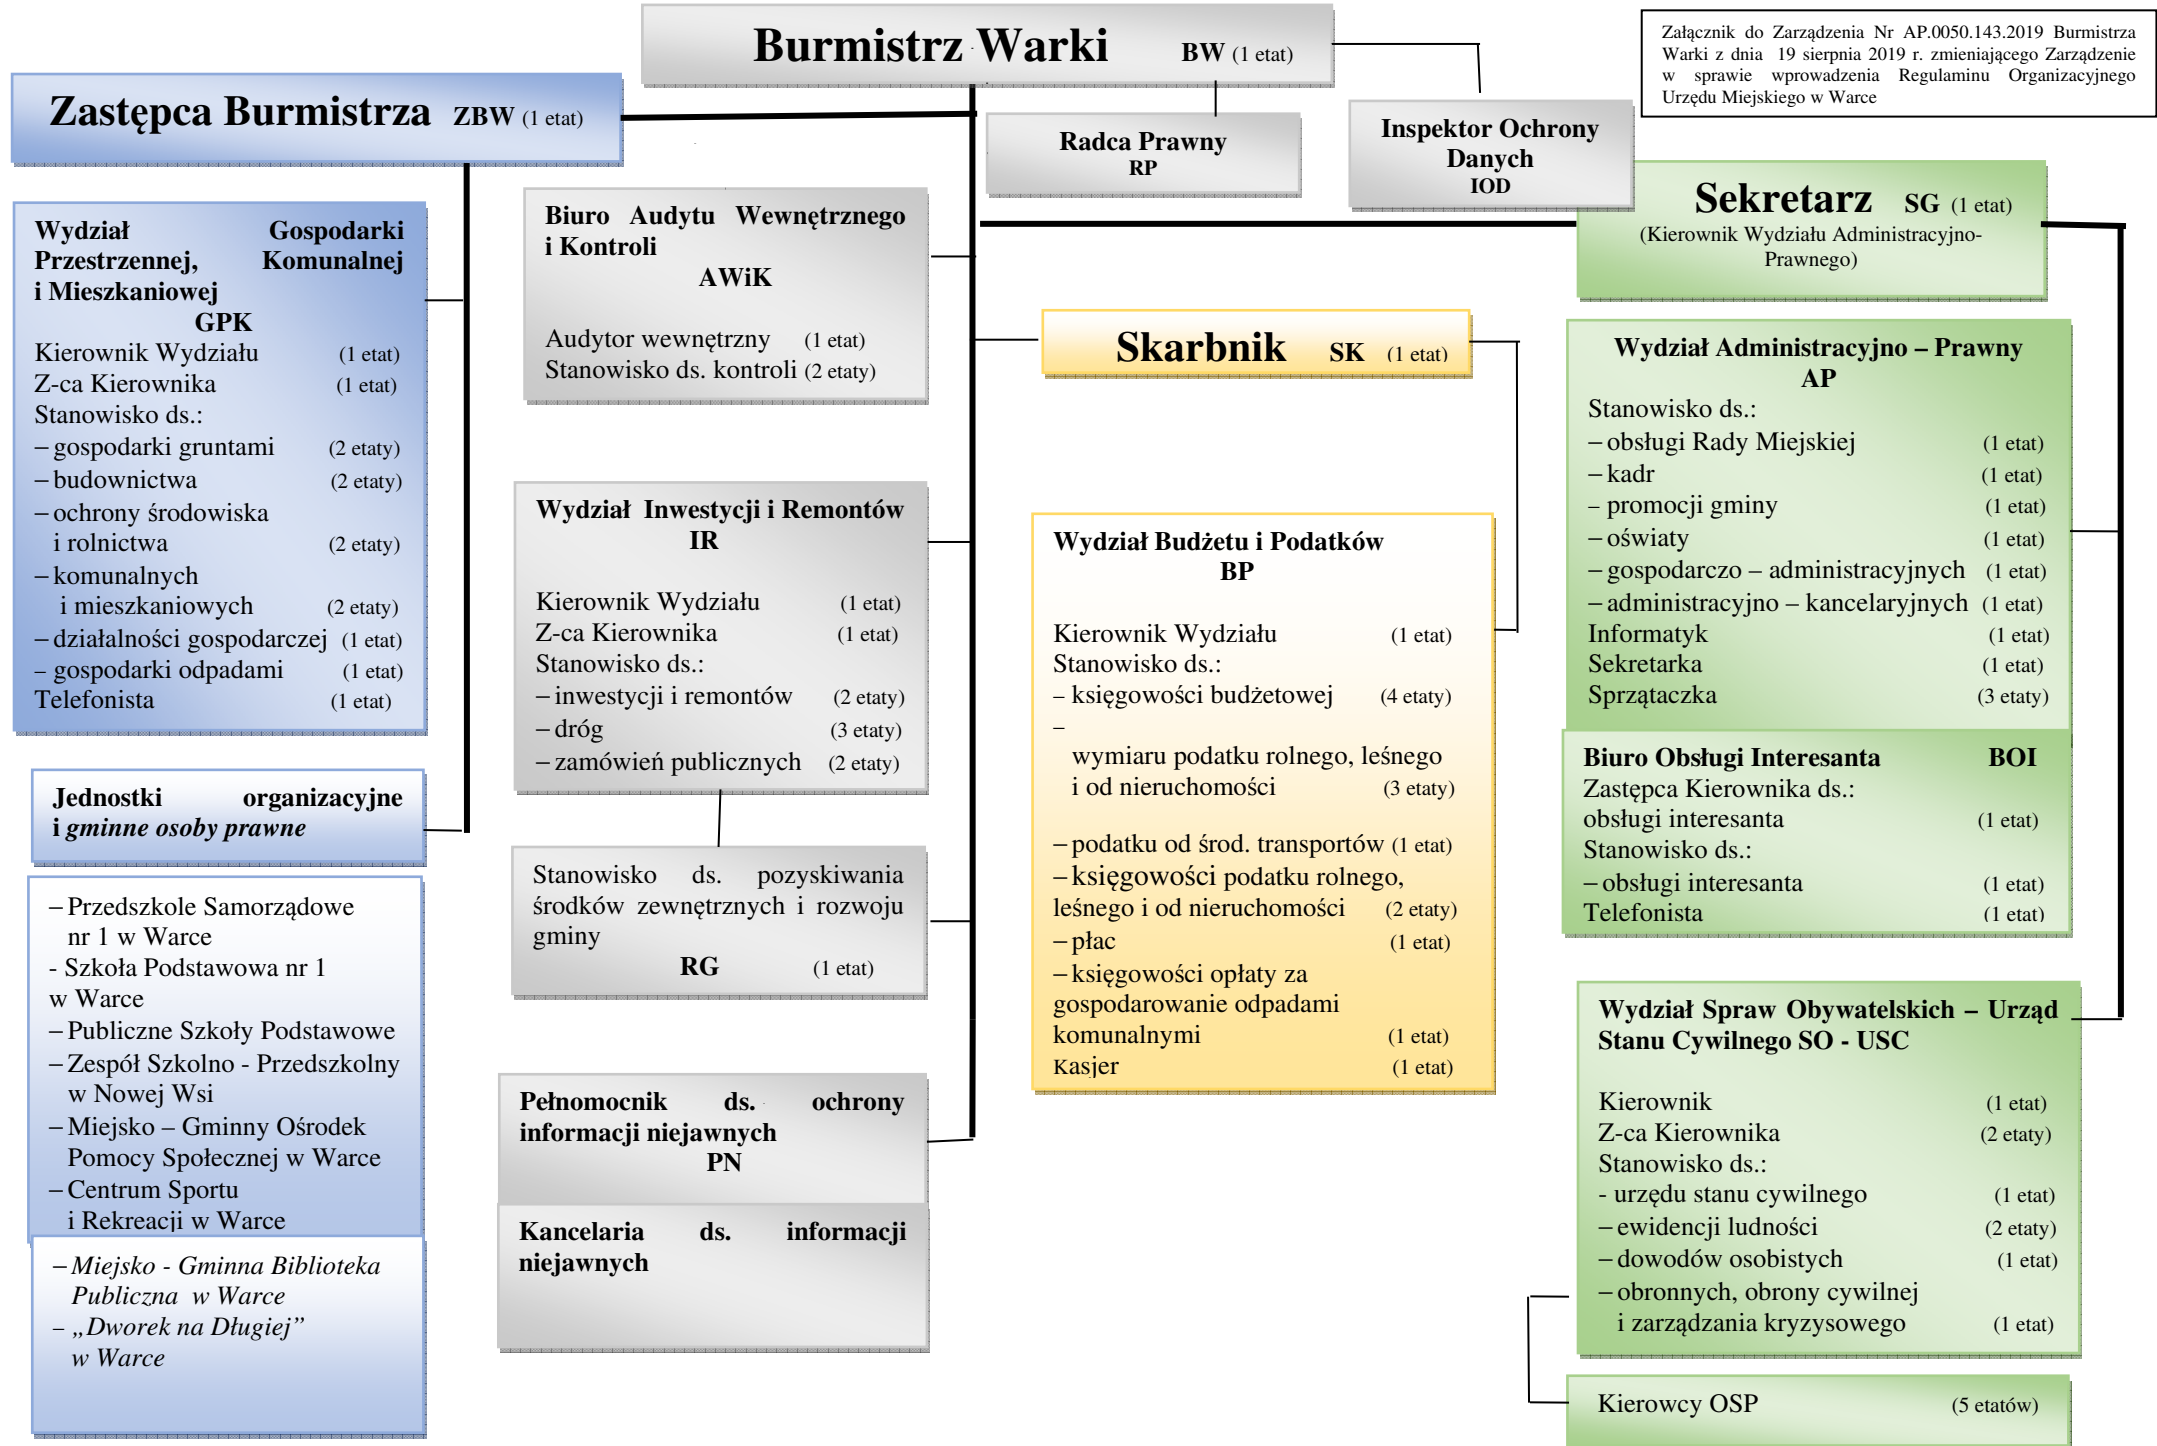 Burmistrz Warki BW (1 etat)
Załącznik do Zarządzenia Nr AP.0050.143.2019 Burmistrza
Warki z dnia 19 sierpnia 2019 r. zmieniającego Zarządzenie
w sprawie wprowadzenia Regulaminu Organizacyjnego
Urzędu Miejskiego w Warce
Zastępca Burmistrza ZBW (1 etat)
Radca Prawny
RP
Inspektor Ochrony
Danych
IOD
Sekretarz SG (1 etat)
(Kierownik Wydziału Administracyjno-
Prawnego)
Wydział Gospodarki
Przestrzennej, Komunalnej
i Mieszkaniowej
GPK
Kierownik Wydziału (1 etat)
Z-ca Kierownika (1 etat)
Stanowisko ds.:
– gospodarki gruntami (2 etaty)
– budownictwa (2 etaty)
– ochrony środowiska
i rolnictwa (2 etaty)
– komunalnych
i mieszkaniowych (2 etaty)
– działalności gospodarczej (1 etat)
– gospodarki odpadami (1 etat)
Telefonista (1 etat)
Jednostki organizacyjne
i gminne osoby prawne
– Przedszkole Samorządowe
nr 1 w Warce
- Szkoła Podstawowa nr 1
w Warce
– Publiczne Szkoły Podstawowe
– Zespół Szkolno - Przedszkolny
w Nowej Wsi
– Miejsko – Gminny Ośrodek
Pomocy Społecznej w Warce
– Centrum Sportu
i Rekreacji w Warce
– Miejsko - Gminna Biblioteka
Publiczna w Warce
– „Dworek na Długiej”
w Warce
Biuro Audytu Wewnętrznego
i Kontroli
AWiK
Audytor wewnętrzny (1 etat)
Stanowisko ds. kontroli (2 etaty)
Wydział Inwestycji i Remontów
IR
Kierownik Wydziału (1 etat)
Z-ca Kierownika (1 etat)
Stanowisko ds.:
– inwestycji i remontów (2 etaty)
– dróg (3 etaty)
– zamówień publicznych (2 etaty)
Stanowisko ds. pozyskiwania
środków zewnętrznych i rozwoju
gminy
RG (1 etat)
Pełnomocnik ds. ochrony
informacji niejawnych
PN
Kancelaria ds. informacji
niejawnych
Skarbnik SK (1 etat)
Wydział Budżetu i Podatków
BP
Kierownik Wydziału (1 etat)
Stanowisko ds.:
– księgowości budżetowej (4 etaty)
–
wymiaru podatku rolnego, leśnego
i od nieruchomości (3 etaty)
– podatku od środ. transportów (1 etat)
– księgowości podatku rolnego,
leśnego i od nieruchomości (2 etaty)
– płac (1 etat)
– księgowości opłaty za
gospodarowanie odpadami
komunalnymi (1 etat)
Kasjer (1 etat)
Wydział Administracyjno – Prawny
AP
Stanowisko ds.:
– obsługi Rady Miejskiej (1 etat)
– kadr (1 etat)
– promocji gminy (1 etat)
– oświaty (1 etat)
– gospodarczo – administracyjnych (1 etat)
– administracyjno – kancelaryjnych (1 etat)
Informatyk (1 etat)
Sekretarka (1 etat)
Sprzątaczka (3 etaty)
Biuro Obsługi Interesanta BOI
Zastępca Kierownika ds.:
obsługi interesanta (1 etat)
Stanowisko ds.:
– obsługi interesanta (1 etat)
Telefonista (1 etat)
Wydział Spraw Obywatelskich – Urząd
Stanu Cywilnego SO - USC
Kierownik (1 etat)
Z-ca Kierownika (2 etaty)
Stanowisko ds.:
- urzędu stanu cywilnego (1 etat)
– ewidencji ludności (2 etaty)
– dowodów osobistych (1 etat)
– obronnych, obrony cywilnej
i zarządzania kryzysowego (1 etat)
Kierowcy OSP (5 etatów)